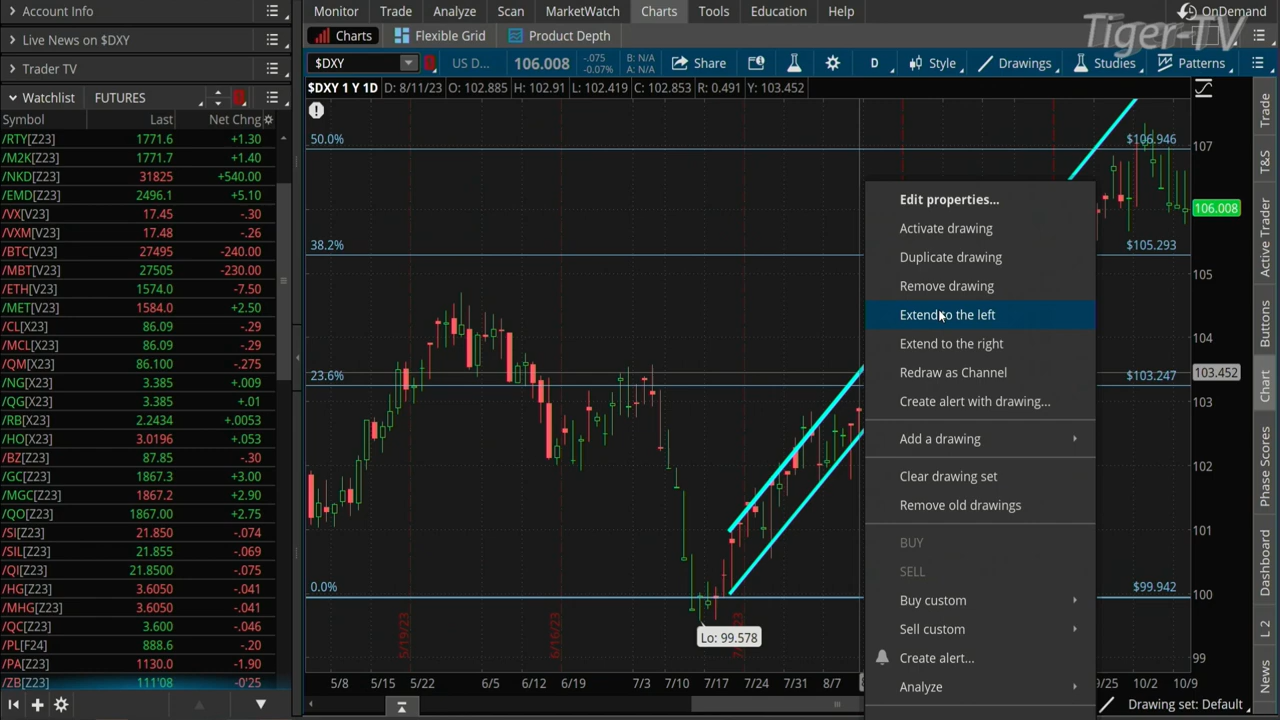 Account Info
Live News on $DXY
Trader TV
Watchlist FUTURES
Symbol Last Net Chng
/RTY[Z23] 1771.6 +1.30
/M2K[Z23] 1771.7 +1.40
/NKD[Z23] 31825 +540.00
/EMD[Z23] 2496.1 +5.10
/VX[V23] 17.45 -.30
/VXM[V23] 17.48 -.26
/BTC[V23] 27495 -240.00
/MBT[V23] 27505 -230.00
/ETH[V23] 1574.0 -7.50
/MET[V23] 1584.0 +2.50
/CL[X23] 86.09 -.29
/MCL[X23] 86.09 -.29
/QM[X23] 86.100 -.275
/NG[X23] 3.385 +.009
/QG[X23] 3.385 +.01
/RB[X23] 2.2434 +.0053
/HO[X23] 3.0196 +.053
/BZ[Z23] 87.85 -.30
/GC[Z23] 1867.3 +3.00
/MGC[Z23] 1867.2 +2.90
/QO[Z23] 1867.00 +2.75
/SI[Z23] 21.850 -.074
/SIL[Z23] 21.855 -.069
/QI[Z23] 21.8500 -.075
/HG[Z23] 3.6050 -.041
/MHG[Z23] 3.6050 -.041
/QC[Z23] 3.600 -.046
/PL[F24] 888.6 -.20
/PA[Z23] 1130.0 -1.90
/ZB[Z23] 111'08 -0'25
Monitor Trade Analyze Scan MarketWatch Charts Tools Education Help
OnDemand
Tiger-TV
Charts Flexible Grid Product Depth
$DXY US D... 106.008 -.075 -0.07% B: N/A A: N/A Share D Style Drawings Studies Patterns
$DXY 1 Y 1D D: 8/11/23 O: 102.885 H: 102.91 L: 102.419 C: 102.853 R: 0.491 Y: 103.452
50.0% $106.946
38.2% $105.293
23.6% $103.247
0.0% $99.942
Lo: 99.578
5/19/23
6/16/23
107
106.008
105
104
103.452
103
102
101
100
99
Edit properties...
Activate drawing
Duplicate drawing
Remove drawing
Extend to the left
Extend to the right
Redraw as Channel
Create alert with drawing...
Add a drawing
Clear drawing set
Remove old drawings
BUY
SELL
Buy custom
Sell custom
Create alert...
Analyze
5/8 5/15 5/22 6/5 6/12 6/19 7/3 7/10 7/17 7/24 7/31 8/7 9/25 10/2 10/9
Drawing set: Default
Trade
T&S
Active Trader
Buttons
Chart
Phase Scores
Dashboard
L 2
News